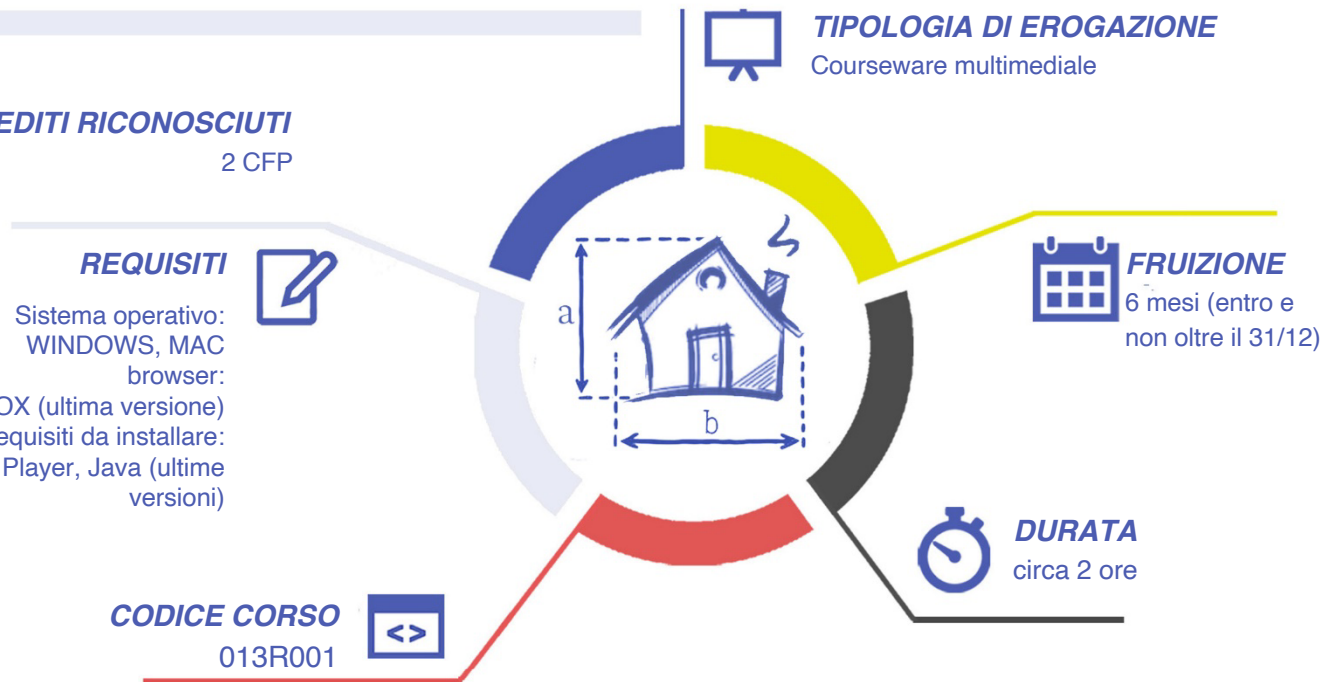 TIPOLOGIA DI EROGAZIONE
Courseware multimediale
EDITI RICONOSCIUTI
2 CFP
REQUISITI
Sistema operativo:
WINDOWS, MAC
browser:
OX (ultima versione)
equisiti da installare:
Player, Java (ultime
versioni)
FRUIZIONE
6 mesi (entro e
non oltre il 31/12)
a
b
DURATA
circa 2 ore
CODICE CORSO
<>
013R001